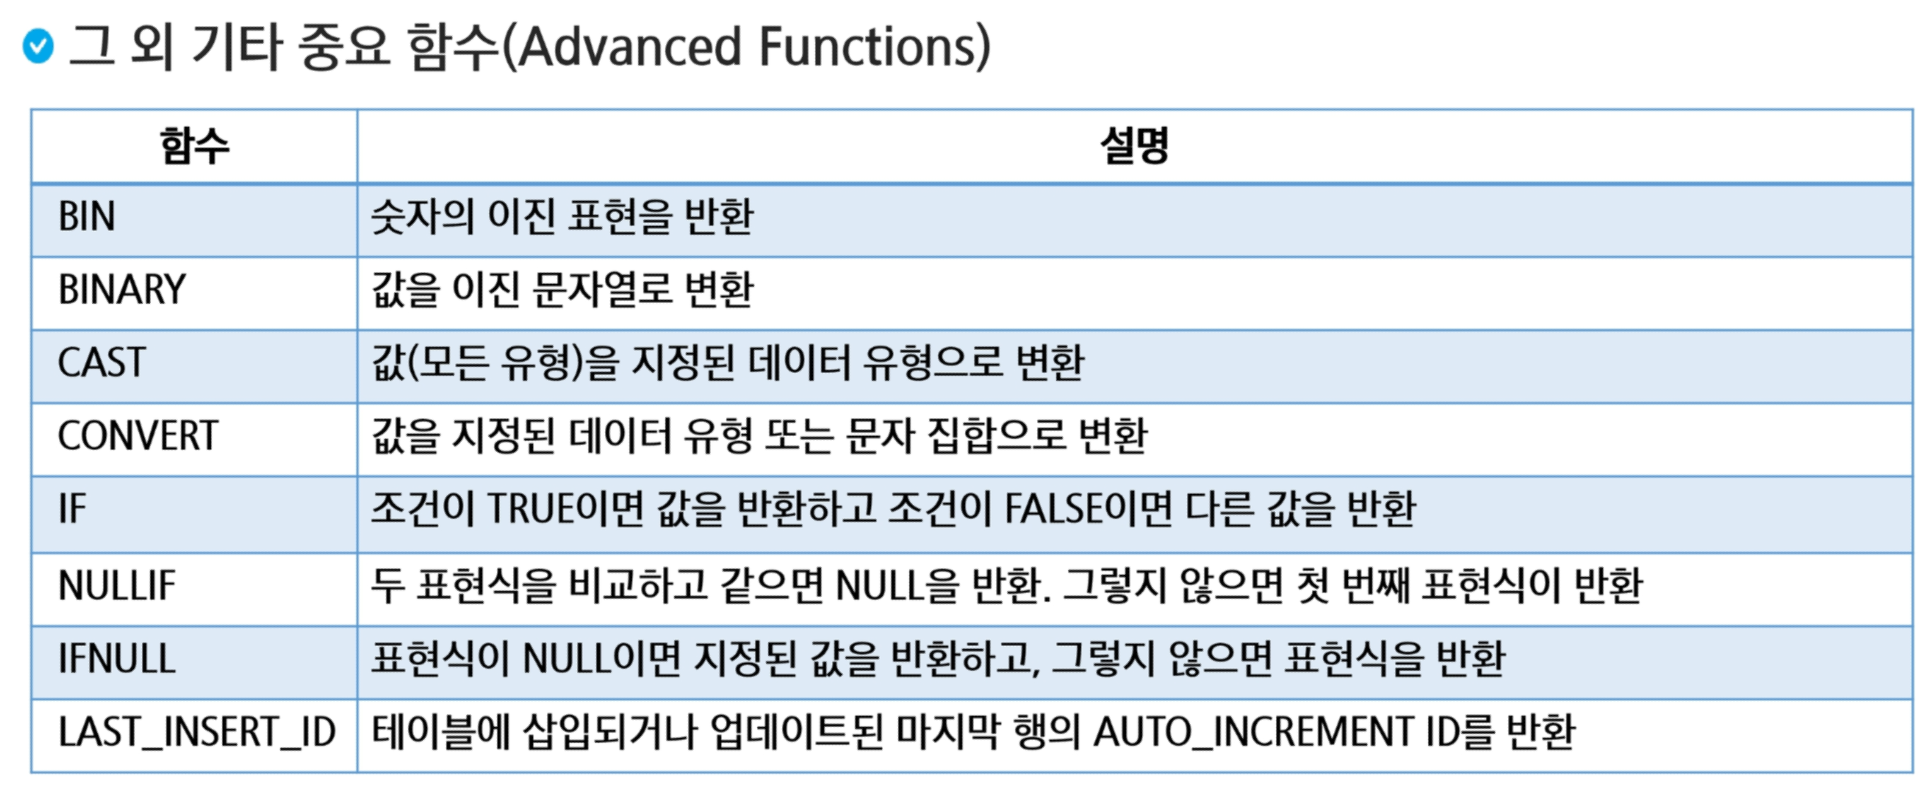 그 외 기타 중요 함수(Advanced Functions)
함수 설명
BIN 숫자의 이진 표현을 반환
BINARY 값을 이진 문자열로 변환
CAST 값(모든 유형)을 지정된 데이터 유형으로 변환
CONVERT 값을 지정된 데이터 유형 또는 문자 집합으로 변환
IF 조건이 TRUE이면 값을 반환하고 조건이 FALSE이면 다른 값을 반환
NULLIF 두 표현식을 비교하고 같으면 NULL을 반환. 그렇지 않으면 첫 번째 표현식이 반환
IFNULL 표현식이 NULL이면 지정된 값을 반환하고, 그렇지 않으면 표현식을 반환
LAST_INSERT_ID 테이블에 삽입되거나 업데이트된 마지막 행의 AUTO_INCREMENT ID를 반환